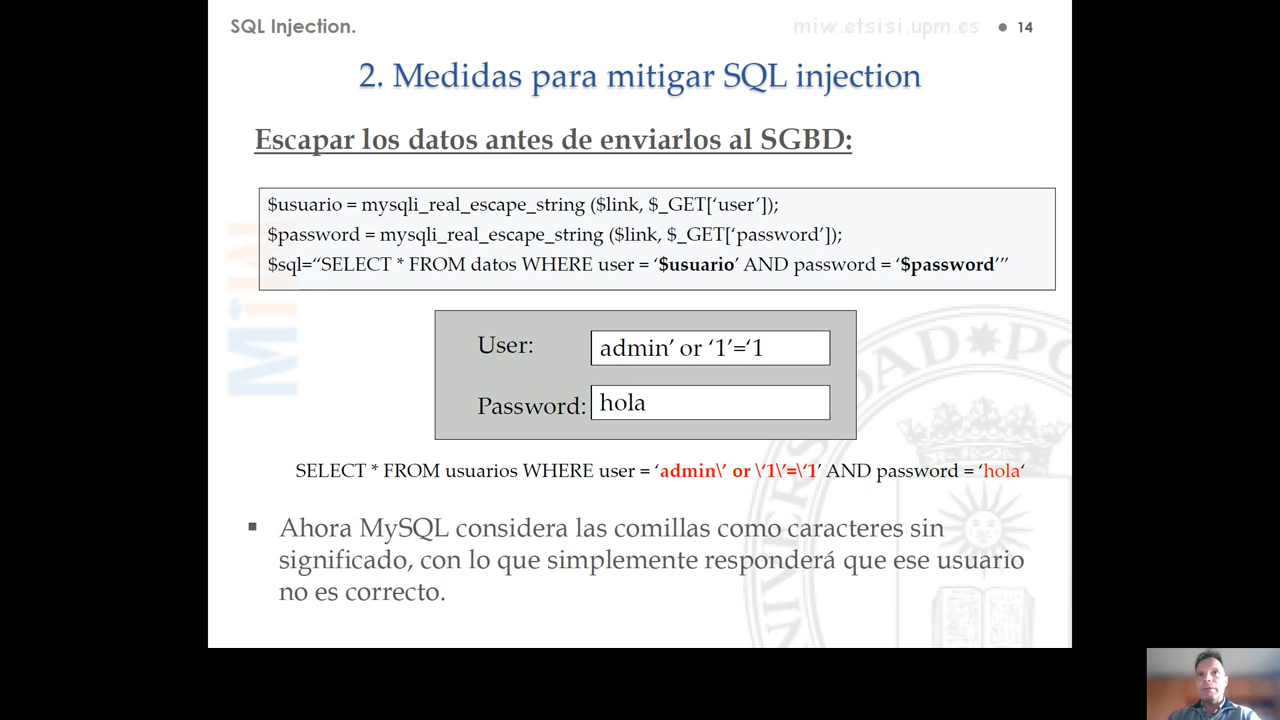 SQL Injection.
miw.etsisi.upm.es
14
2. Medidas para mitigar SQL injection
Escapar los datos antes de enviarlos al SGBD:
$usuario = mysqli_real_escape_string ($link, $_GET[‘user’]);
$password = mysqli_real_escape_string ($link, $_GET[‘password’]);
$sql=“SELECT * FROM datos WHERE user = ‘$usuario’ AND password = ‘$password’”
MiW
User:
admin’ or ‘1’=‘1
Password:
hola
SELECT * FROM usuarios WHERE user = ‘admin\’ or \‘1\’=\‘1’ AND password = ‘hola‘
▪ Ahora MySQL considera las comillas como caracteres sin
significado, con lo que simplemente responderá que ese usuario
no es correcto.